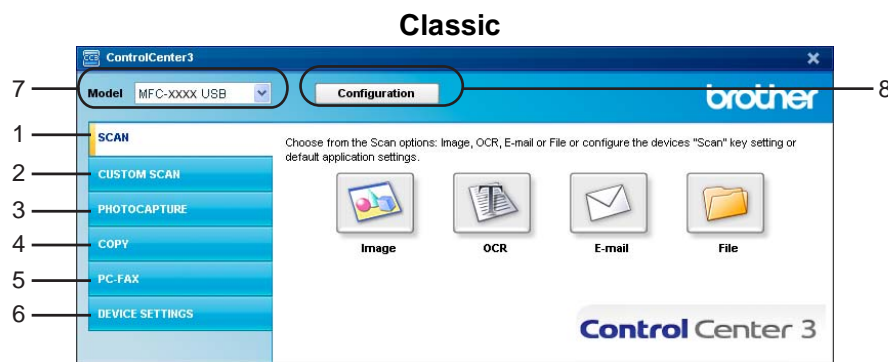 Classic
ControlCenter3
7 Model MFC-XXXX USB Configuration 8
brother
1 SCAN
2 CUSTOM SCAN
3 PHOTOCAPTURE
4 COPY
5 PC-FAX
6 DEVICE SETTINGS
Choose from the Scan options: Image, OCR, E-mail or File or configure the devices "Scan" key setting or
default application settings.
Image OCR E-mail File
Control Center 3